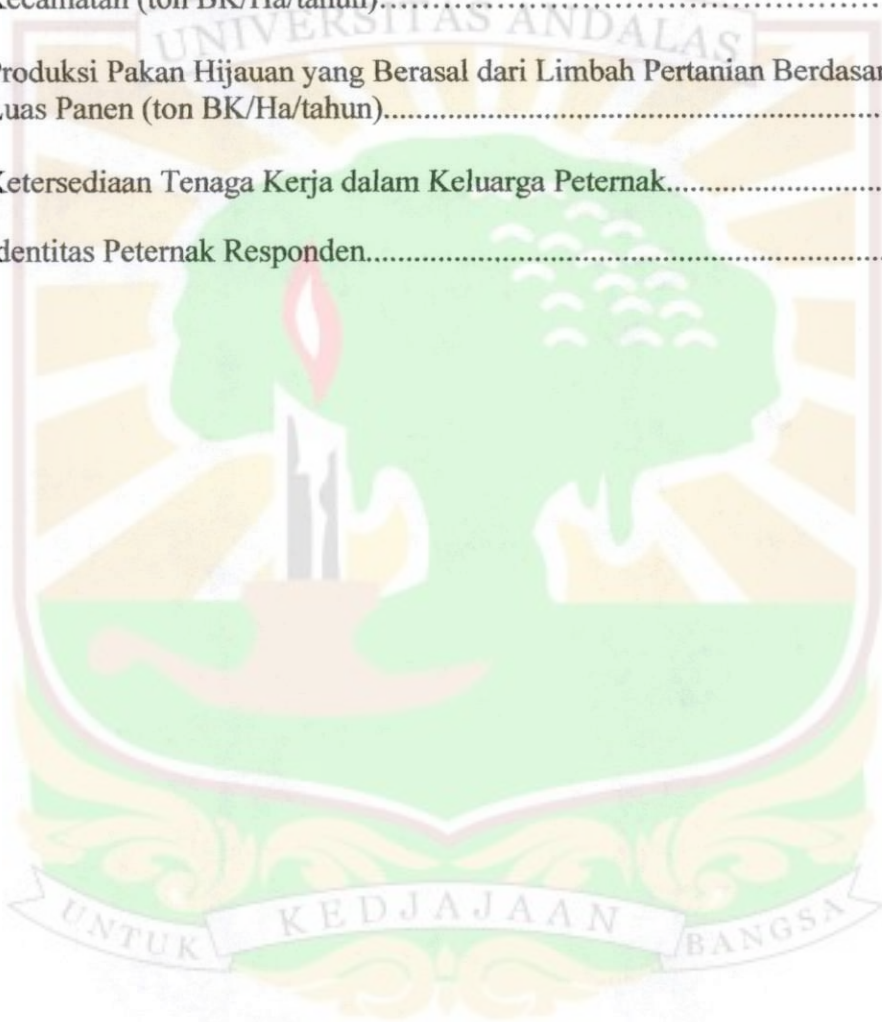 Kecamatan (ton BK/Ha/tahun).....................................................
UNIVERSITAS ANDALAS
Produksi Pakan Hijauan yang Berasal dari Limbah Pertanian
Luas Panen (ton BK/Ha/tahun).....................................................
Ketersediaan Tenaga Kerja dalam Keluarga Peternak..............................
Identitas Peternak Responden.....................................................
UNTUK KEDJAJAAN BANGSA